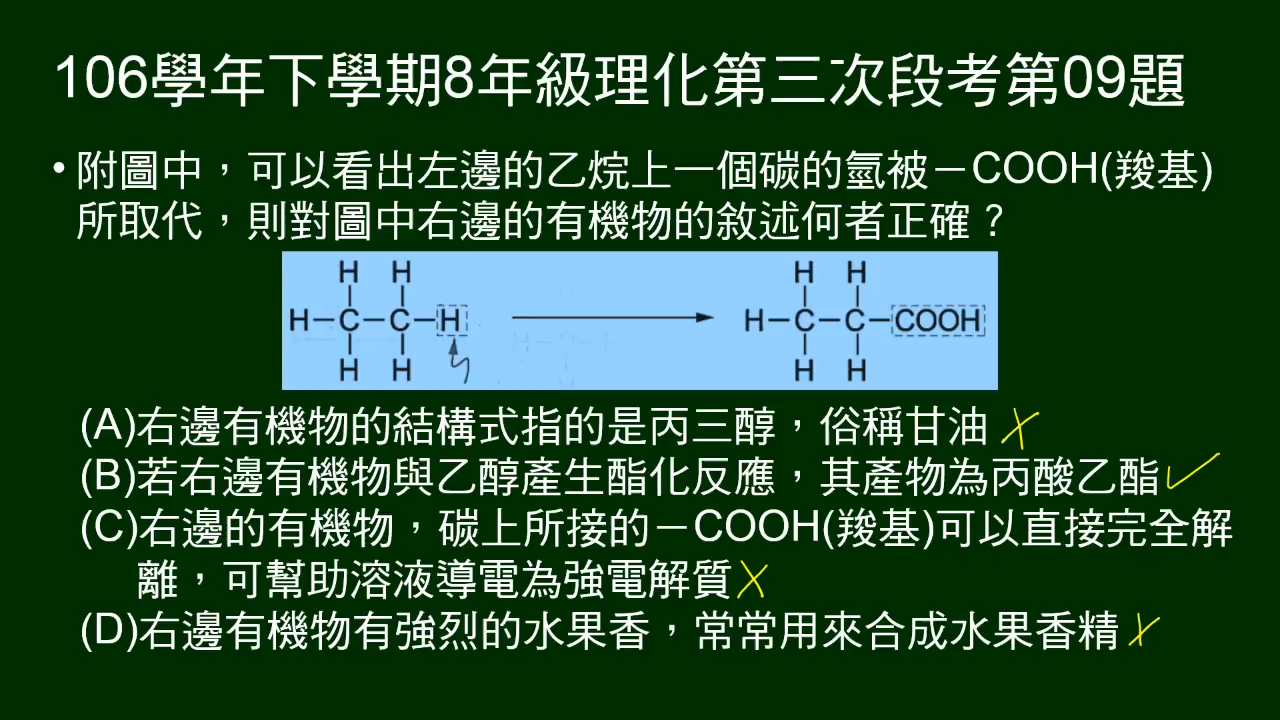 106學年下學期8年級理化第三次段考第09題
•附圖中，可以看出左邊的乙烷上一個碳的氫被－COOH(羧基)
所取代，則對圖中右邊的有機物的敘述何者正確？
H H H H
H－C－C－H H－C－C－COOH
H H H H
(A)右邊有機物的結構式指的是丙三醇，俗稱甘油
(B)若右邊有機物與乙醇產生酯化反應，其產物為丙酸乙酯
(C)右邊的有機物，碳上所接的－COOH(羧基)可以直接完全解
離，可幫助溶液導電為強電解質
(D)右邊有機物有強烈的水果香，常常用來合成水果香精